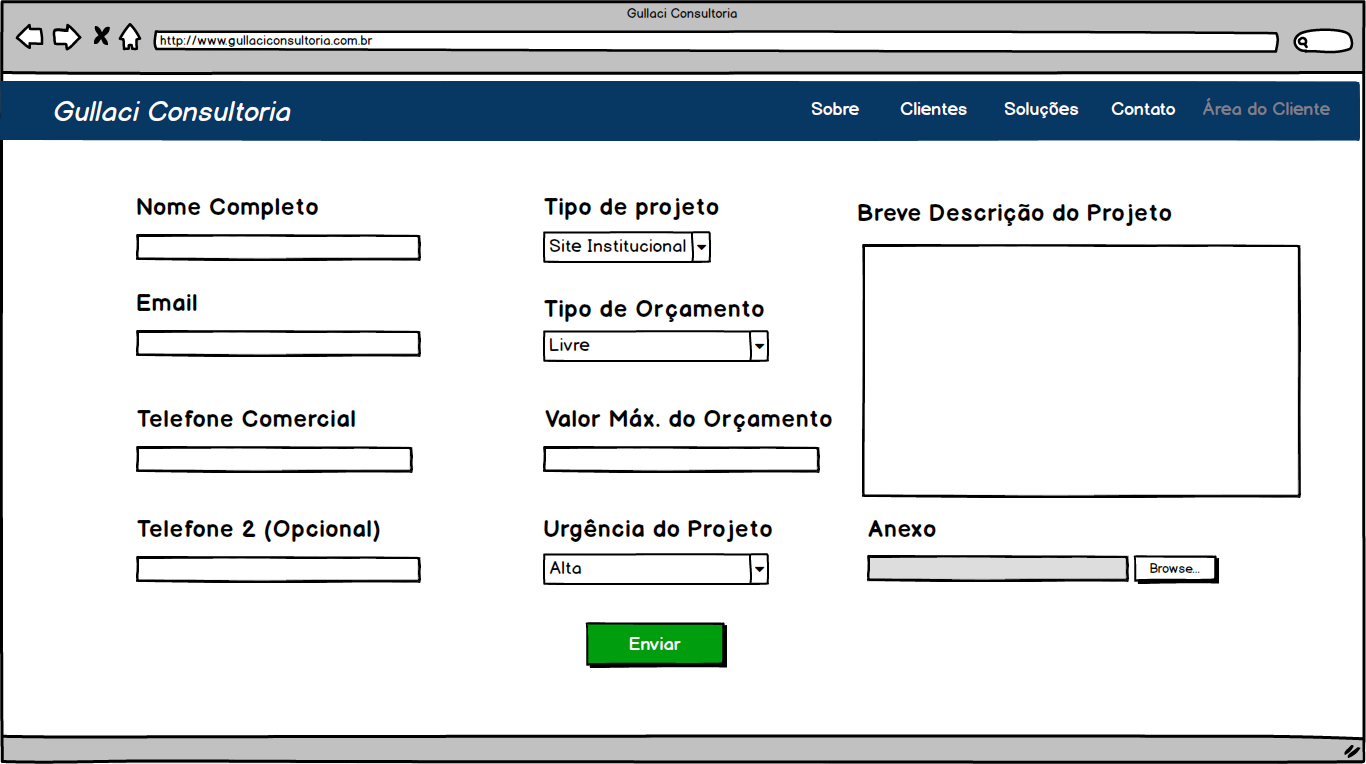 Gullaci Consultoria
http://www.gullaciconsultoria.com.br
Gullaci Consultoria
Sobre
Clientes
Soluções
Contato
Área do Cliente
Nome Completo
Email
Telefone Comercial
Telefone 2 (Opcional)
Tipo de projeto
Site Institucional
Tipo de Orçamento
Livre
Valor Máx. do Orçamento
Urgência do Projeto
Alta
Breve Descrição do Projeto
Anexo
Browse...
Enviar